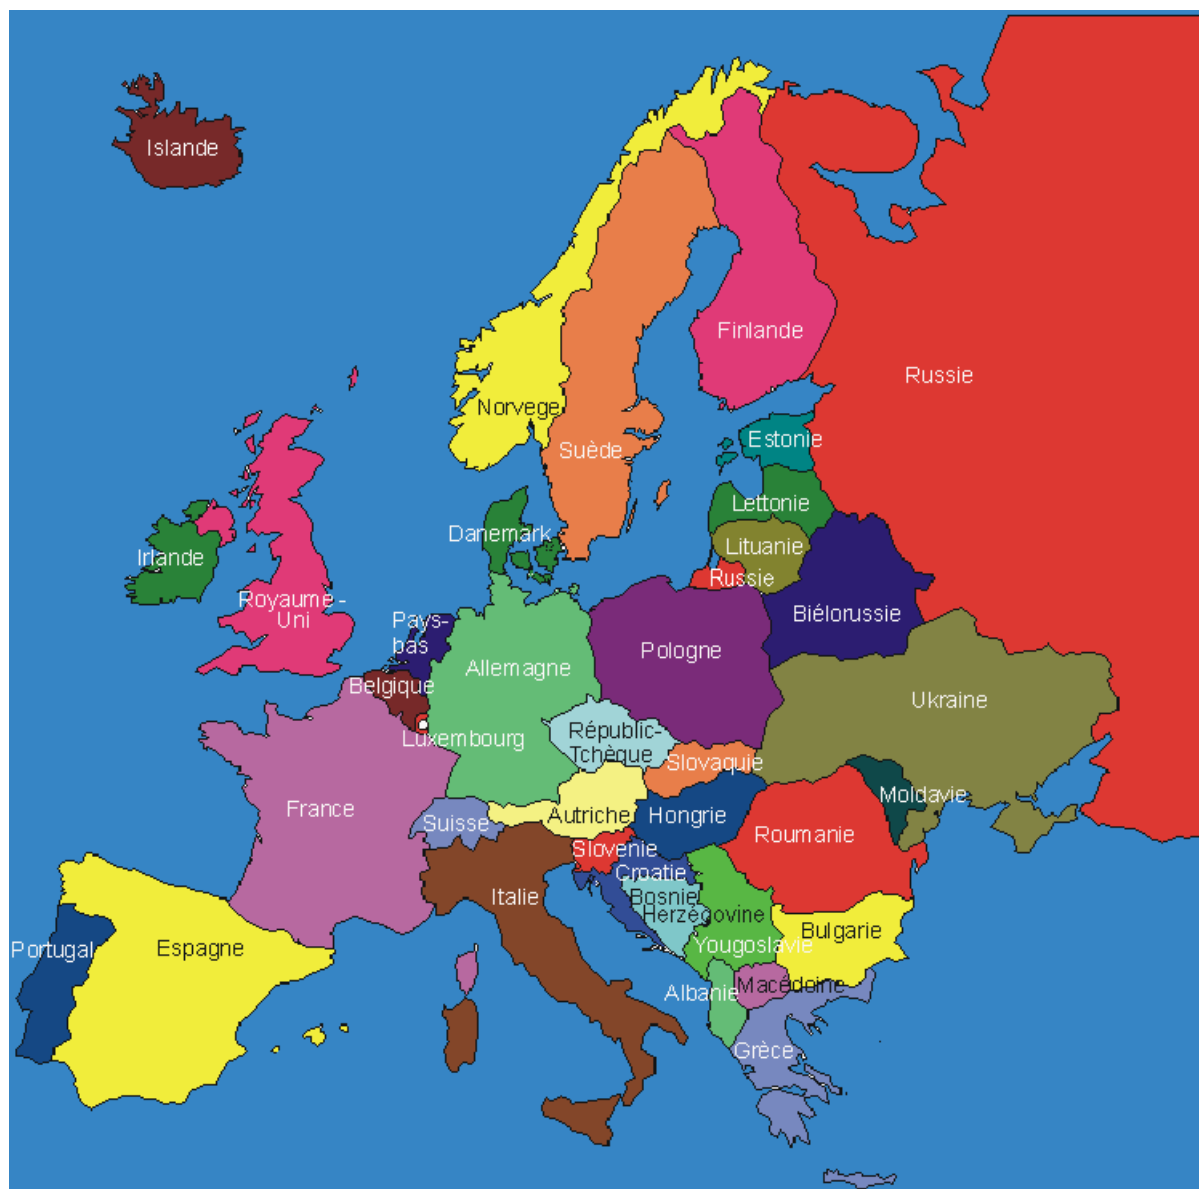 Islande
Finlande
Russie
Norvege
Suède
Estonie
Lettonie
Danemark
Lituanie
Irlande
Russie
Royaume -
Uni
Biélorussie
Pays-
bas
Pologne
Allemagne
Belgique
Ukraine
Républic-
Tchèque
Luxembourg
Slovaquie
Moldavie
France
Autriche
Hongrie
Suisse
Roumanie
Slovenie
Croatie
Italie
Bosnie
Herzégovine
Bulgarie
Portugal
Espagne
Yougoslavie
Macédoine
Albanie
Grèce